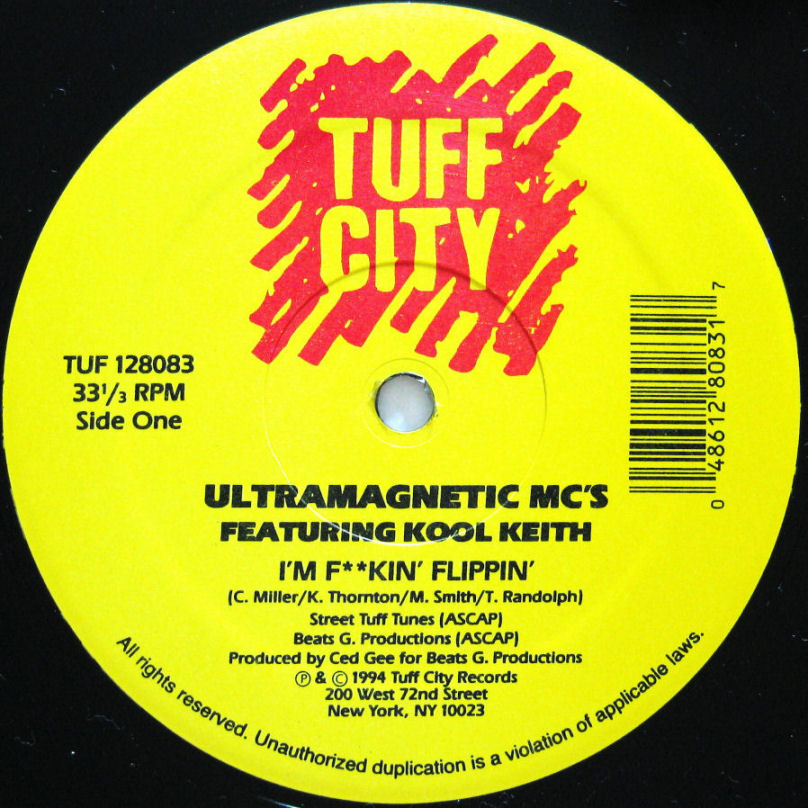 TUFF
CITY
TUF 128083
33⅓ RPM
Side One
0 48612 80831 7
ULTRAMAGNETIC MC'S
FEATURING KOOL KEITH
I'M F**KIN' FLIPPIN'
(C. Miller/K. Thornton/M. Smith/T. Randolph)
Street Tuff Tunes (ASCAP)
Beats G. Productions (ASCAP)
Produced by Ced Gee for Beats G. Productions
℗ & © 1994 Tuff City Records
200 West 72nd Street
New York, NY 10023
All rights reserved. Unauthorized duplication is a violation of applicable laws.